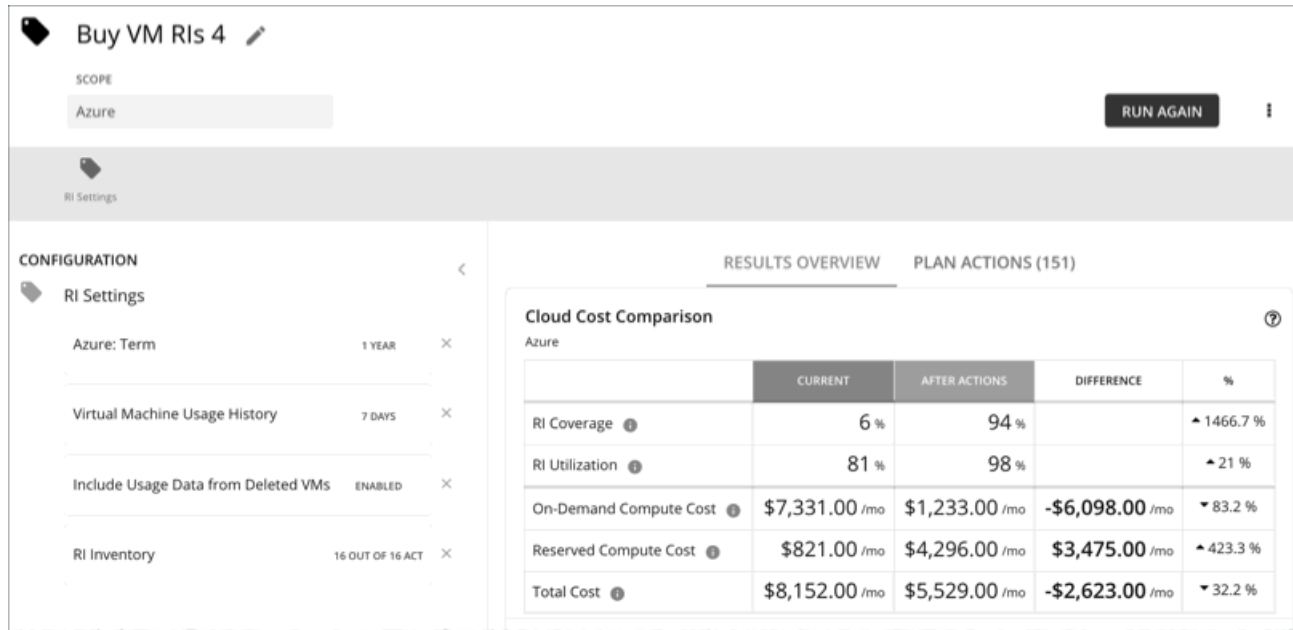 Buy VM RIs 4
SCOPE
Azure
RUN AGAIN
RI Settings
CONFIGURATION
RI Settings
Azure: Term 1 YEAR
Virtual Machine Usage History 7 DAYS
Include Usage Data from Deleted VMs ENABLED
RI Inventory 16 OUT OF 16 ACT
RESULTS OVERVIEW PLAN ACTIONS (151)
Cloud Cost Comparison
Azure
CURRENT AFTER ACTIONS DIFFERENCE %
RI Coverage 6 % 94 % 1466.7 %
RI Utilization 81 % 98 % 21 %
On-Demand Compute Cost $7,331.00 /mo $1,233.00 /mo -$6,098.00 /mo 83.2 %
Reserved Compute Cost $821.00 /mo $4,296.00 /mo $3,475.00 /mo 423.3 %
Total Cost $8,152.00 /mo $5,529.00 /mo -$2,623.00 /mo 32.2 %